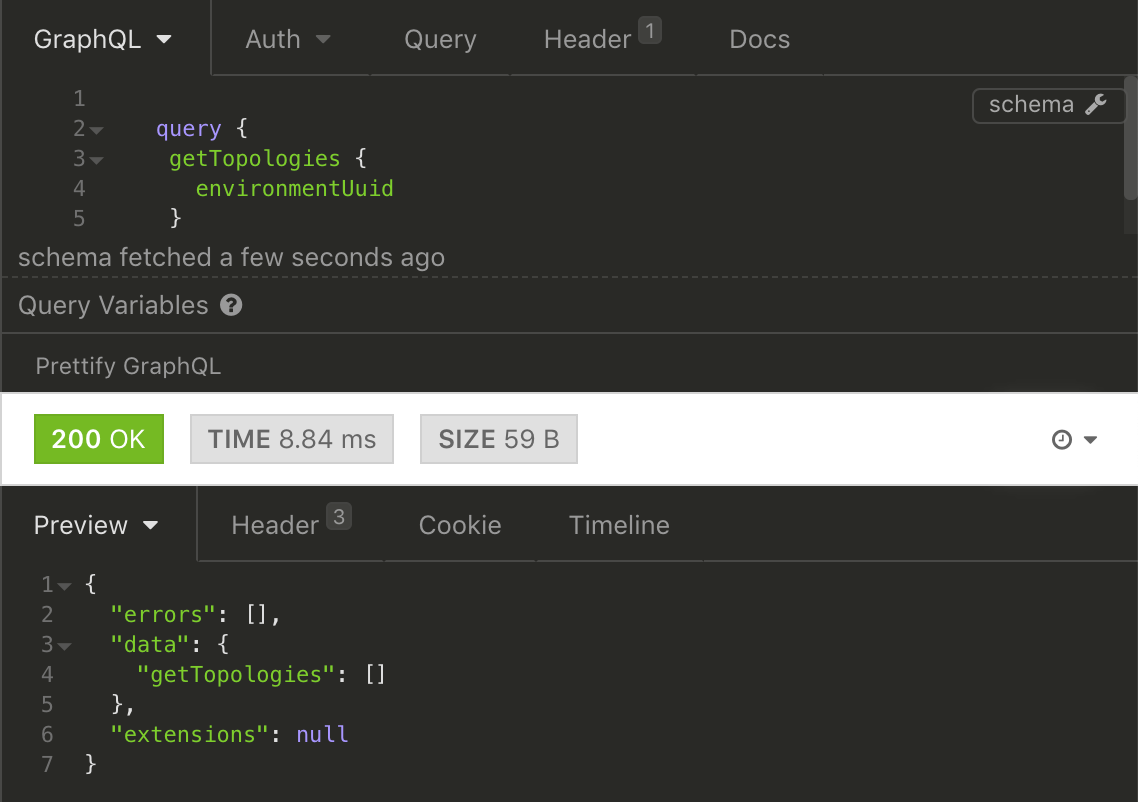 GraphQL Auth Query Header 1 Docs
1
schema
2 query {
3 getTopologies {
4 environmentUuid
5 }
schema fetched a few seconds ago
Query Variables ?
Prettify GraphQL
200 OK TIME 8.84 ms SIZE 59 B
Preview Header 3 Cookie Timeline
1 {
2 "errors": [],
3 "data": {
4 "getTopologies": []
5 },
6 "extensions": null
7 }